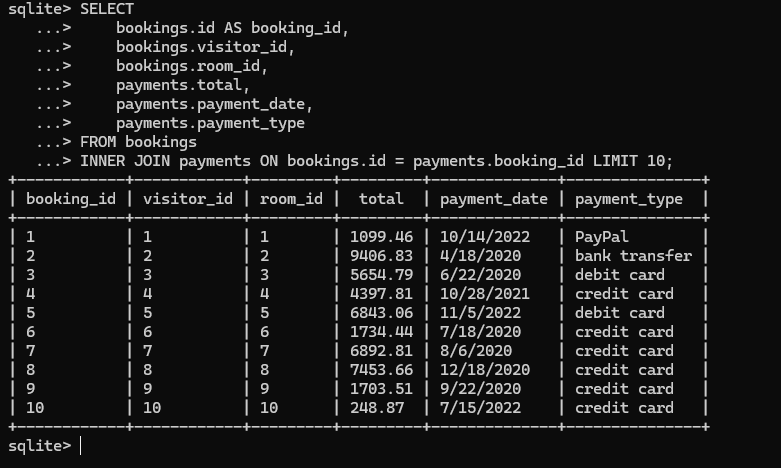 sqlite> SELECT
   ...>     bookings.id AS booking_id,
   ...>     bookings.visitor_id,
   ...>     bookings.room_id,
   ...>     payments.total,
   ...>     payments.payment_date,
   ...>     payments.payment_type
   ...> FROM bookings
   ...> INNER JOIN payments ON bookings.id = payments.booking_id LIMIT 10;
+------------+------------+---------+---------+--------------+---------------+
| booking_id | visitor_id | room_id |  total  | payment_date | payment_type  |
+------------+------------+---------+---------+--------------+---------------+
| 1          | 1          | 1       | 1099.46 | 10/14/2022   | PayPal        |
| 2          | 2          | 2       | 9406.83 | 4/18/2020    | bank transfer |
| 3          | 3          | 3       | 5654.79 | 6/22/2020    | debit card    |
| 4          | 4          | 4       | 4397.81 | 10/28/2021   | credit card   |
| 5          | 5          | 5       | 6843.06 | 11/5/2022    | debit card    |
| 6          | 6          | 6       | 1734.44 | 7/18/2020    | credit card   |
| 7          | 7          | 7       | 6892.81 | 8/6/2020     | credit card   |
| 8          | 8          | 8       | 7453.66 | 12/18/2020   | credit card   |
| 9          | 9          | 9       | 1703.51 | 9/22/2020    | credit card   |
| 10         | 10         | 10      | 248.87  | 7/15/2022    | credit card   |
+------------+------------+---------+---------+--------------+---------------+
sqlite>